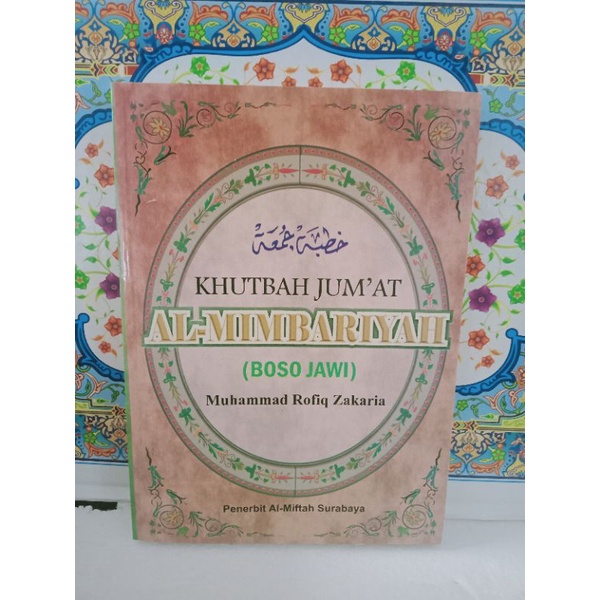 خطبة جمعة
KHUTBAH JUM'AT
AL-MIMBARIYAH
(BOSO JAWI)
Muhammad Rofiq Zakaria
Penerbit Al-Miftah Surabaya